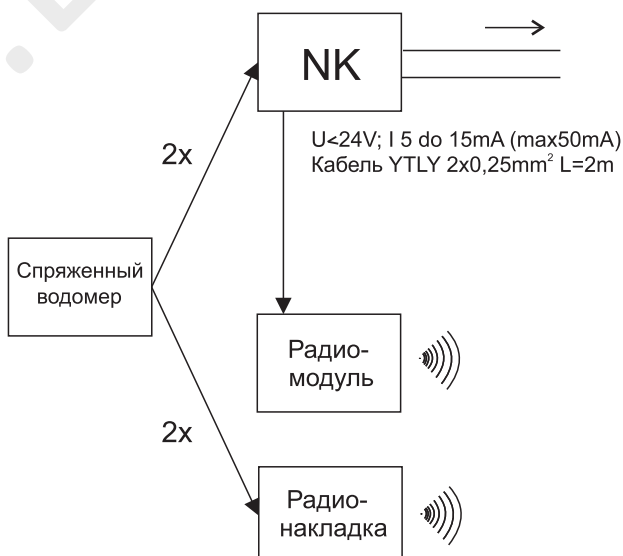 NK
U<24V; I 5 do 15mA (max50mA)
Кабель YTLY 2x0,25mm² L=2m
2x
Спряженный
водомер
Радио-
модуль
2x
Радио-
накладка